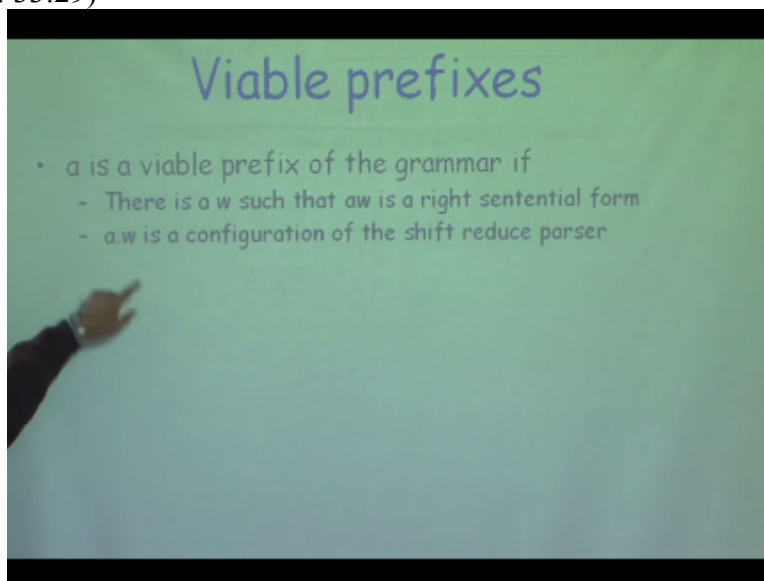 Viable prefixes
• α is a viable prefix of the grammar if
- There is a w such that αw is a right sentential form
- α.w is a configuration of the shift reduce parser